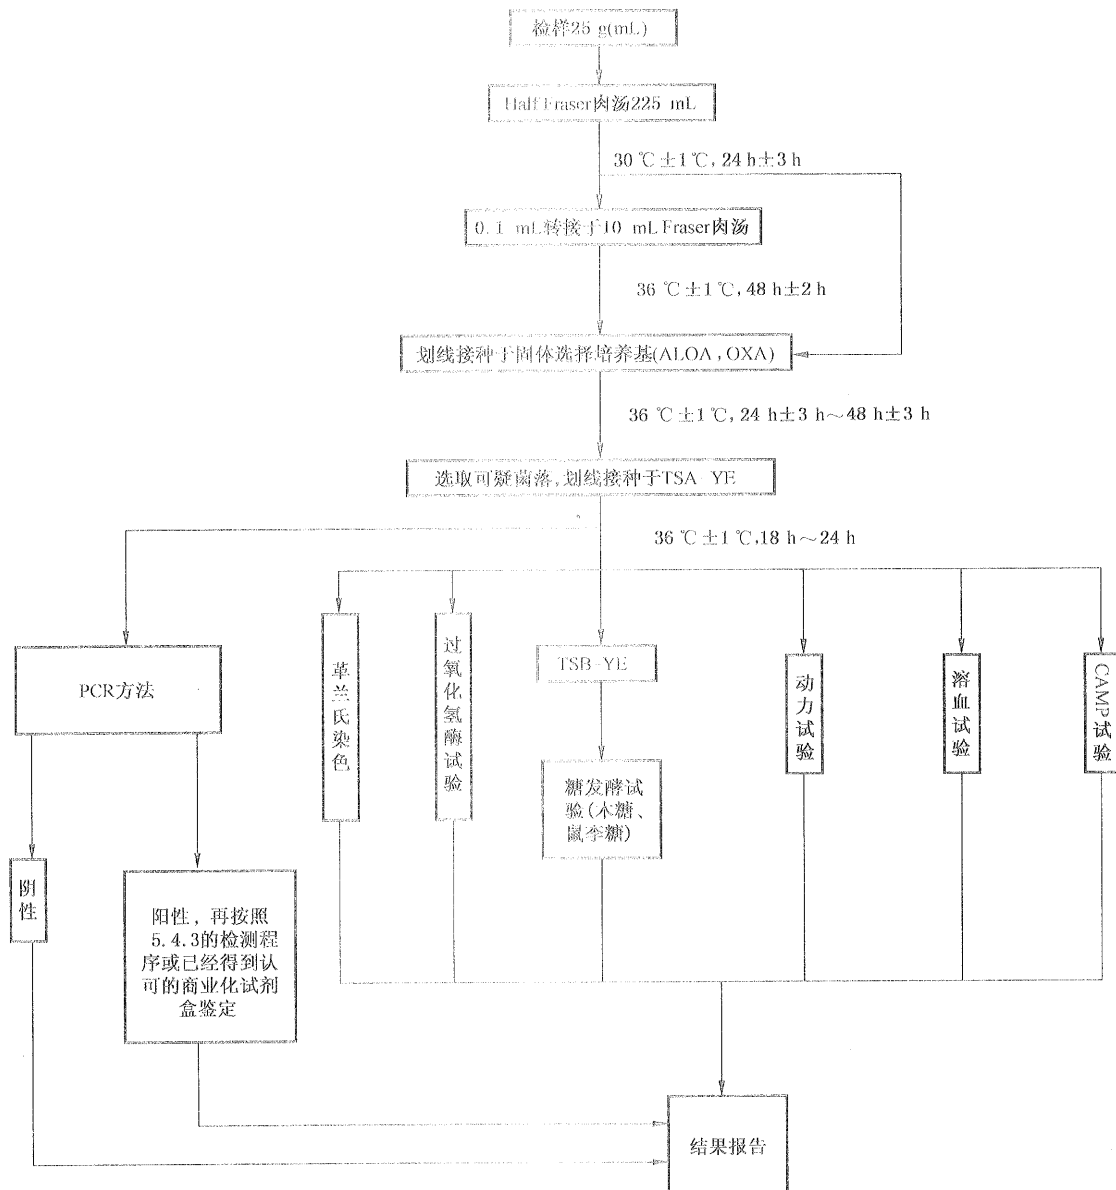 检样25 g(mL)
Half Fraser肉汤225 mL
30 ℃±1℃, 24 h±3 h
0.1 mL转接于10 mL Fraser肉汤
36 ℃±1℃, 48 h±2 h
划线接种于固体选择培养基(ALOA, OXA)
36 ℃±1℃, 24 h±3 h~48 h±3 h
选取可疑菌落,划线接种于TSA-YE
36 ℃±1℃,18 h~24 h
PCR方法
革兰氏染色
过氧化氢酶试验
TSB-YE
糖发酵试
验(木糖、
鼠李糖)
动力试验
溶血试验
CAMP试验
阴性
阳性, 再按照
5.4.3的检测程
序或已经得到认
可的商业化试剂
盒鉴定
结果报告